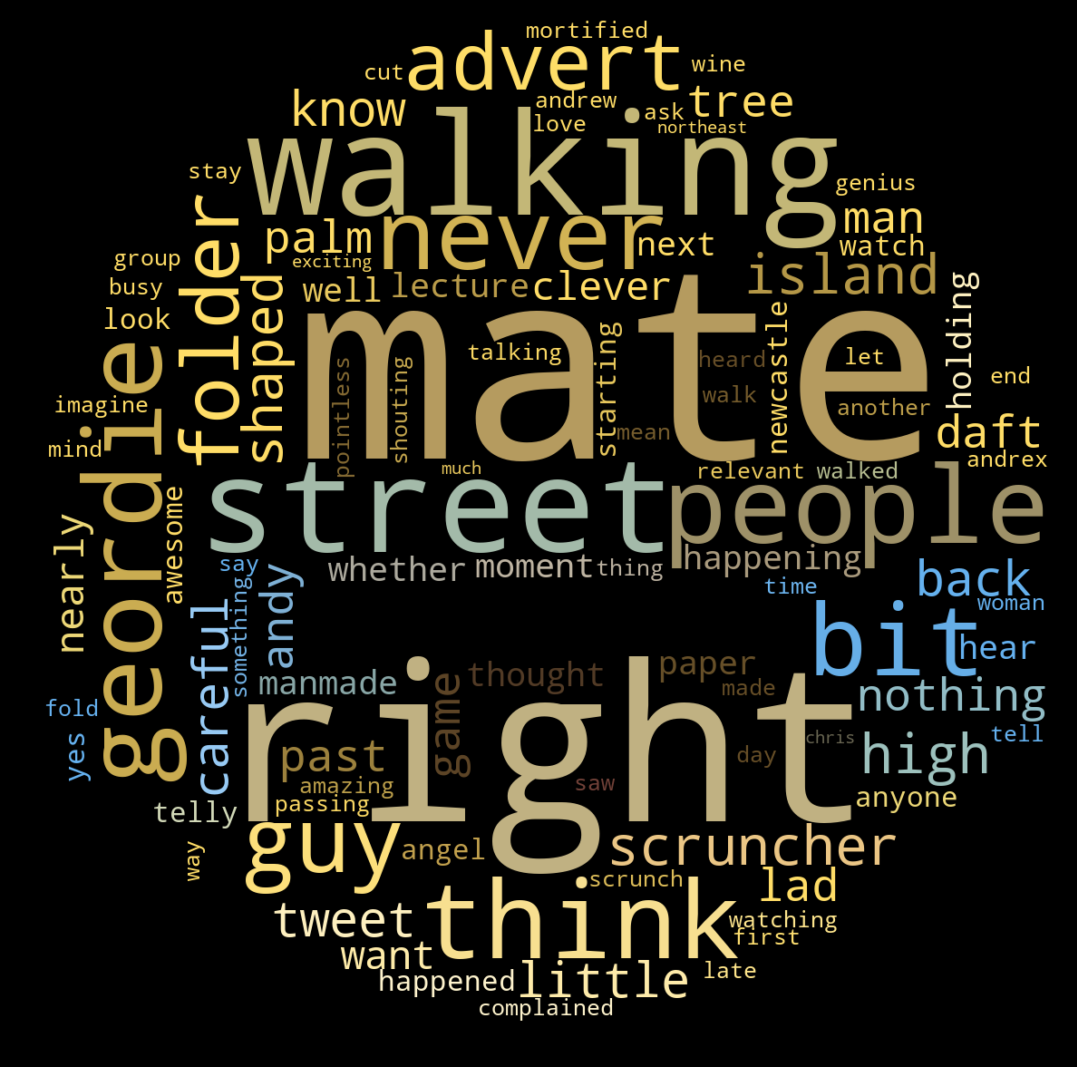 mortified
advert
cut
wine
know
andrew
ask
tree
love
northeast
walking
stay
genius
folder
palm
never
next
man
watch
group
exciting
island
busy
shaped
well
lecture
clever
holding
look
mate
geordie
talking
starting
heard
newcastle
let
end
pointless
shouting
walk
another
imagine
mean
daft
mind
much
relevant
walked
andrex
street
people
nearly
awesome
say
whether
moment
thing
happening
back
time
woman
something
andy
careful
bit
hear
manmade
game
thought
paper
made
nothing
fold
right
yes
past
day
chris
high
tell
amazing
saw
telly
passing
anyone
way
guy
angel
scruncher
scrunch
lad
think
tweet
watching
want
first
happened
little
late
complained